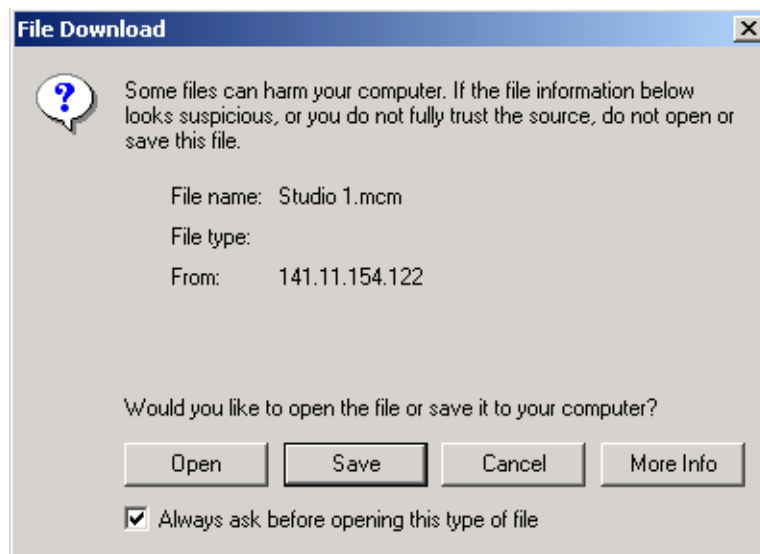 File Download
Some files can harm your computer. If the file information below
looks suspicious, or you do not fully trust the source, do not open or
save this file.
File name: Studio 1.mcm
File type:
From: 141.11.154.122
Would you like to open the file or save it to your computer?
Open Save Cancel More Info
Always ask before opening this type of file